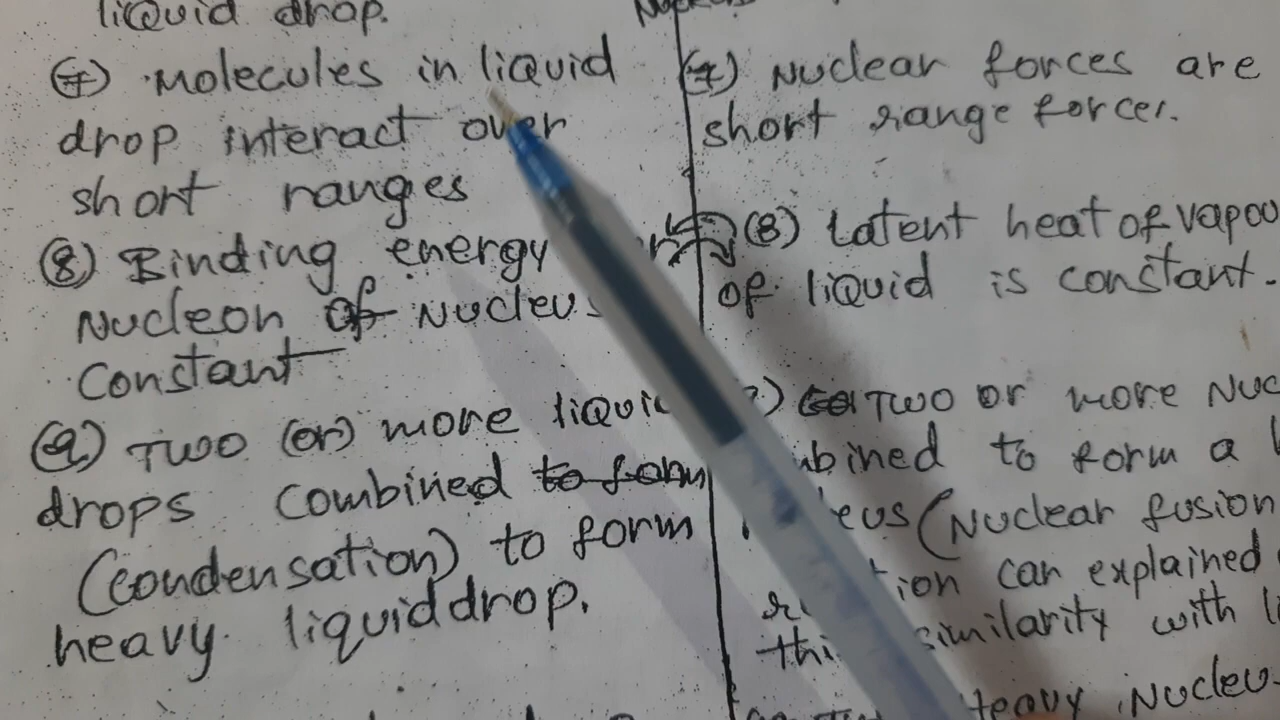 liquid drop.
(7) Molecules in liquid
drop interact over
short ranges
(8) Binding energy
Nucleon of Nucleus
constant
(9) Two (or) more liquid
drops combined to form
(condensation) to form
heavy liquid drop.
(7) Nuclear forces are
short range forces.
(8) Latent heat of vapou
of liquid is constant.
Two or more Nuc
combined to form a
(Nuclear fusion
can explained
similarity with
Heavy Nucleu